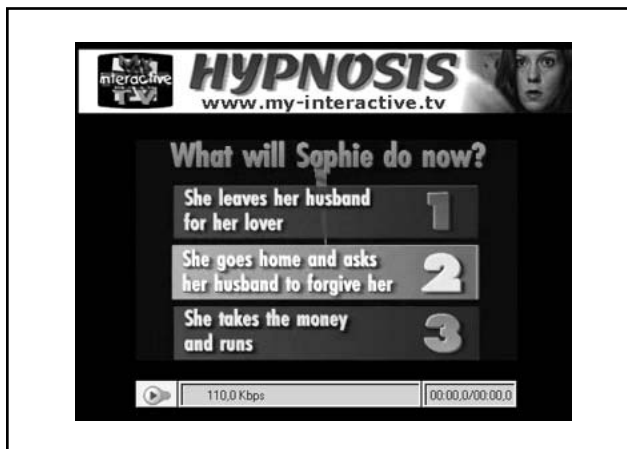 My
interactive
TV
HYPNOSIS
www.my-interactive.tv
What will Sophie do now?
She leaves her husband
for her lover
1
She goes home and asks
her husband to forgive her
2
She takes the money
and runs
3
110,0 Kbps
00:00,0/00:00,0